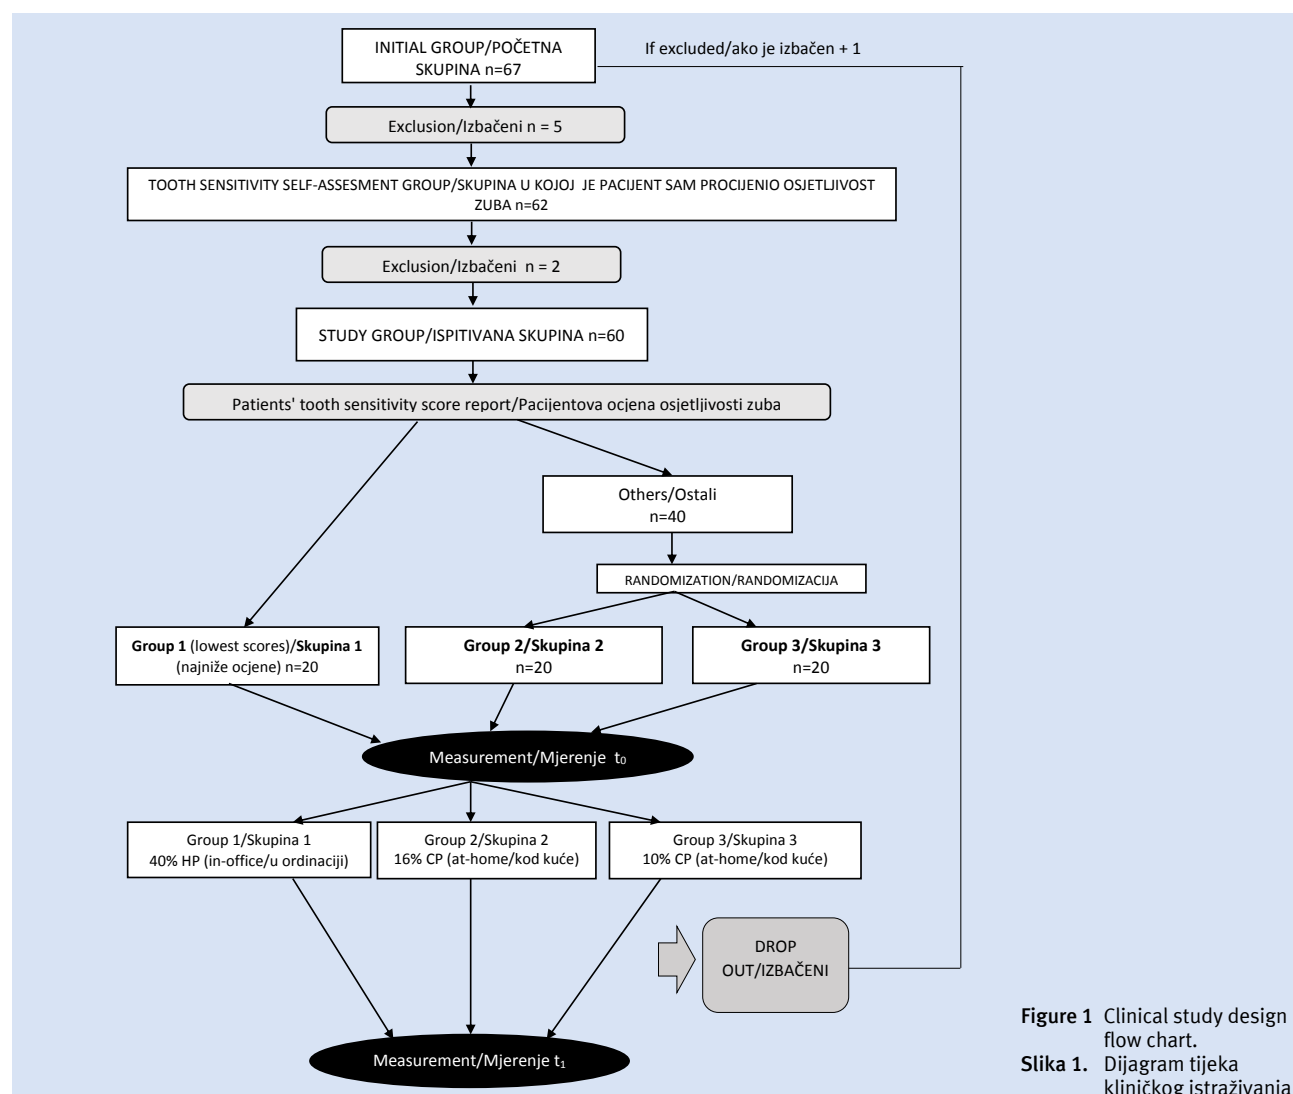 INITIAL GROUP/POČETNA
SKUPINA n=67
If excluded/ako je izbačen + 1
Exclusion/Izbačeni n = 5
TOOTH SENSITIVITY SELF-ASSESMENT GROUP/SKUPINA U KOJOJ JE PACIJENT SAM PROCIJENIO OSJETLJIVOST
ZUBA n=62
Exclusion/Izbačeni n = 2
STUDY GROUP/ISPITIVANA SKUPINA n=60
Patients' tooth sensitivity score report/Pacijentova ocjena osjetljivosti zuba
Others/Ostali
n=40
RANDOMIZATION/RANDOMIZACIJA
Group 1 (lowest scores)/Skupina 1
(najniže ocjene) n=20
Group 2/Skupina 2
n=20
Group 3/Skupina 3
n=20
Measurement/Mjerenje t₀
Group 1/Skupina 1
40% HP (in-office/u ordinaciji)
Group 2/Skupina 2
16% CP (at-home/kod kuće)
Group 3/Skupina 3
10% CP (at-home/kod kuće)
DROP
OUT/IZBAČENI
Measurement/Mjerenje t₁
Figure 1 Clinical study design
flow chart.
Slika 1. Dijagram tijeka
kliničkog istraživanja